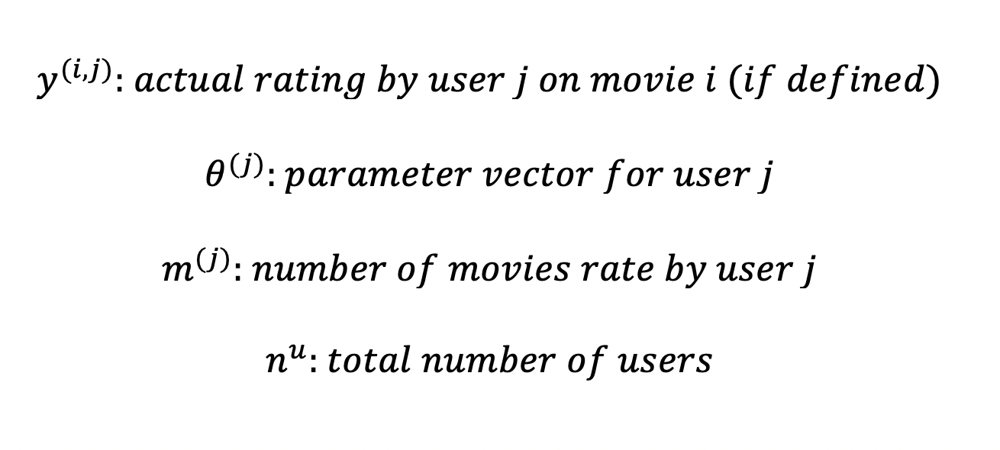 y^(i,j): actual rating by user j on movie i (if defined)
θ^(j): parameter vector for user j
m^(j): number of movies rate by user j
n^u: total number of users